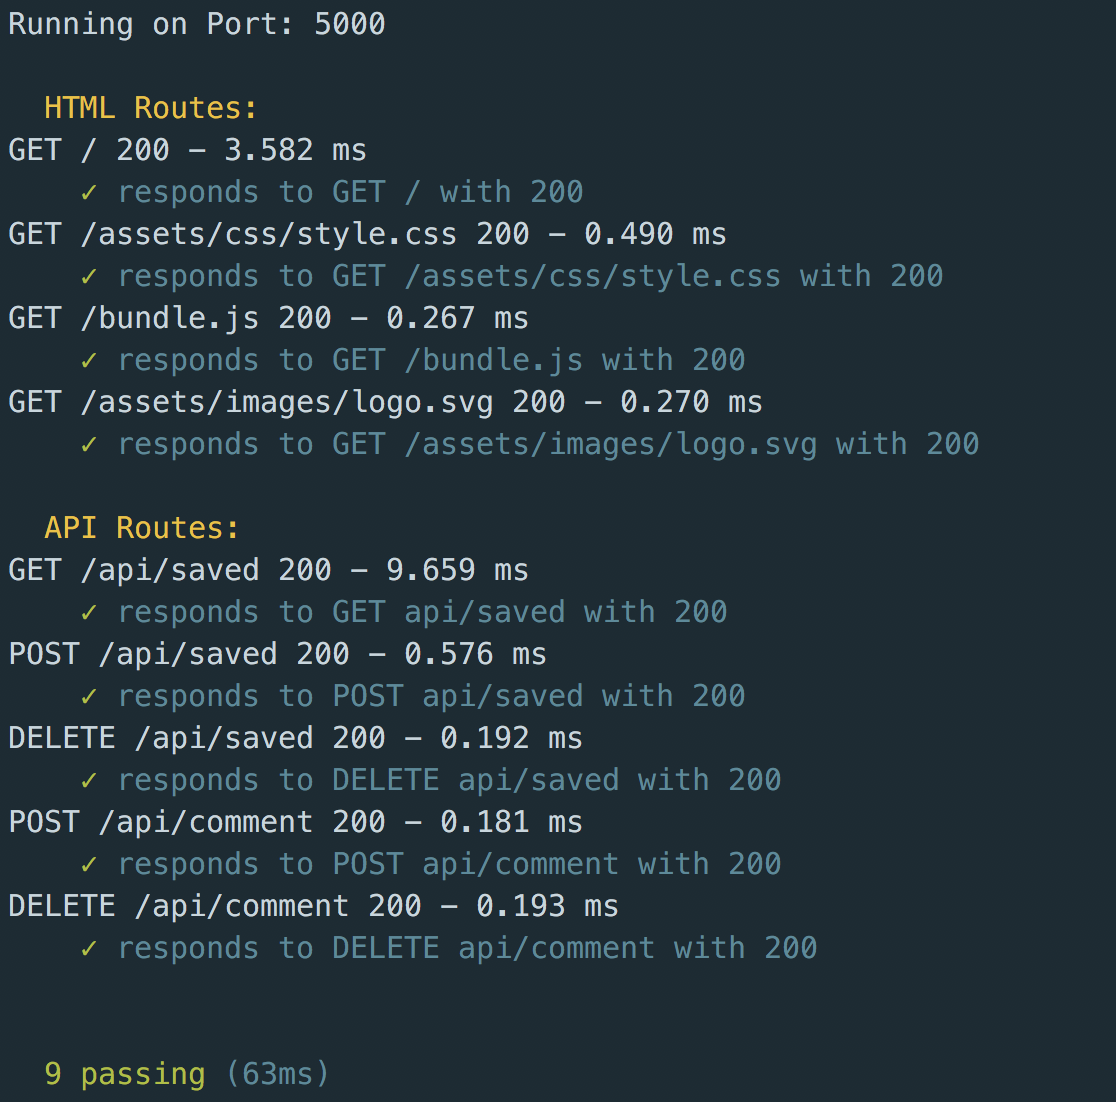 Running on Port: 5000
HTML Routes:
GET / 200 - 3.582 ms
✓ responds to GET / with 200
GET /assets/css/style.css 200 - 0.490 ms
✓ responds to GET /assets/css/style.css with 200
GET /bundle.js 200 - 0.267 ms
✓ responds to GET /bundle.js with 200
GET /assets/images/logo.svg 200 - 0.270 ms
✓ responds to GET /assets/images/logo.svg with 200
API Routes:
GET /api/saved 200 - 9.659 ms
✓ responds to GET api/saved with 200
POST /api/saved 200 - 0.576 ms
✓ responds to POST api/saved with 200
DELETE /api/saved 200 - 0.192 ms
✓ responds to DELETE api/saved with 200
POST /api/comment 200 - 0.181 ms
✓ responds to POST api/comment with 200
DELETE /api/comment 200 - 0.193 ms
✓ responds to DELETE api/comment with 200
9 passing (63ms)